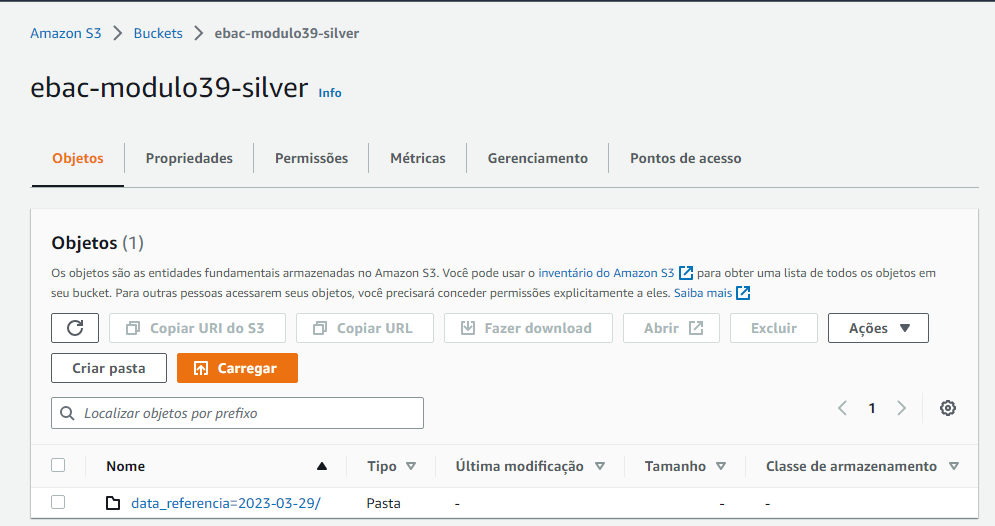 Amazon S3 > Buckets > ebac-modulo39-silver
ebac-modulo39-silver Info
Objetos Propriedades Permissões Métricas Gerenciamento Pontos de acesso
Objetos (1)
Os objetos são as entidades fundamentais armazenadas no Amazon S3. Você pode usar o inventário do Amazon S3 para obter uma lista de todos os objetos em
seu bucket. Para outras pessoas acessarem seus objetos, você precisará conceder permissões explicitamente a eles. Saiba mais
Copiar URI do S3 Copiar URL Fazer download Abrir Excluir Ações
Criar pasta Carregar
Localizar objetos por prefixo 1
Nome Tipo Última modificação Tamanho Classe de armazenamento
data_referencia=2023-03-29/ Pasta - - -